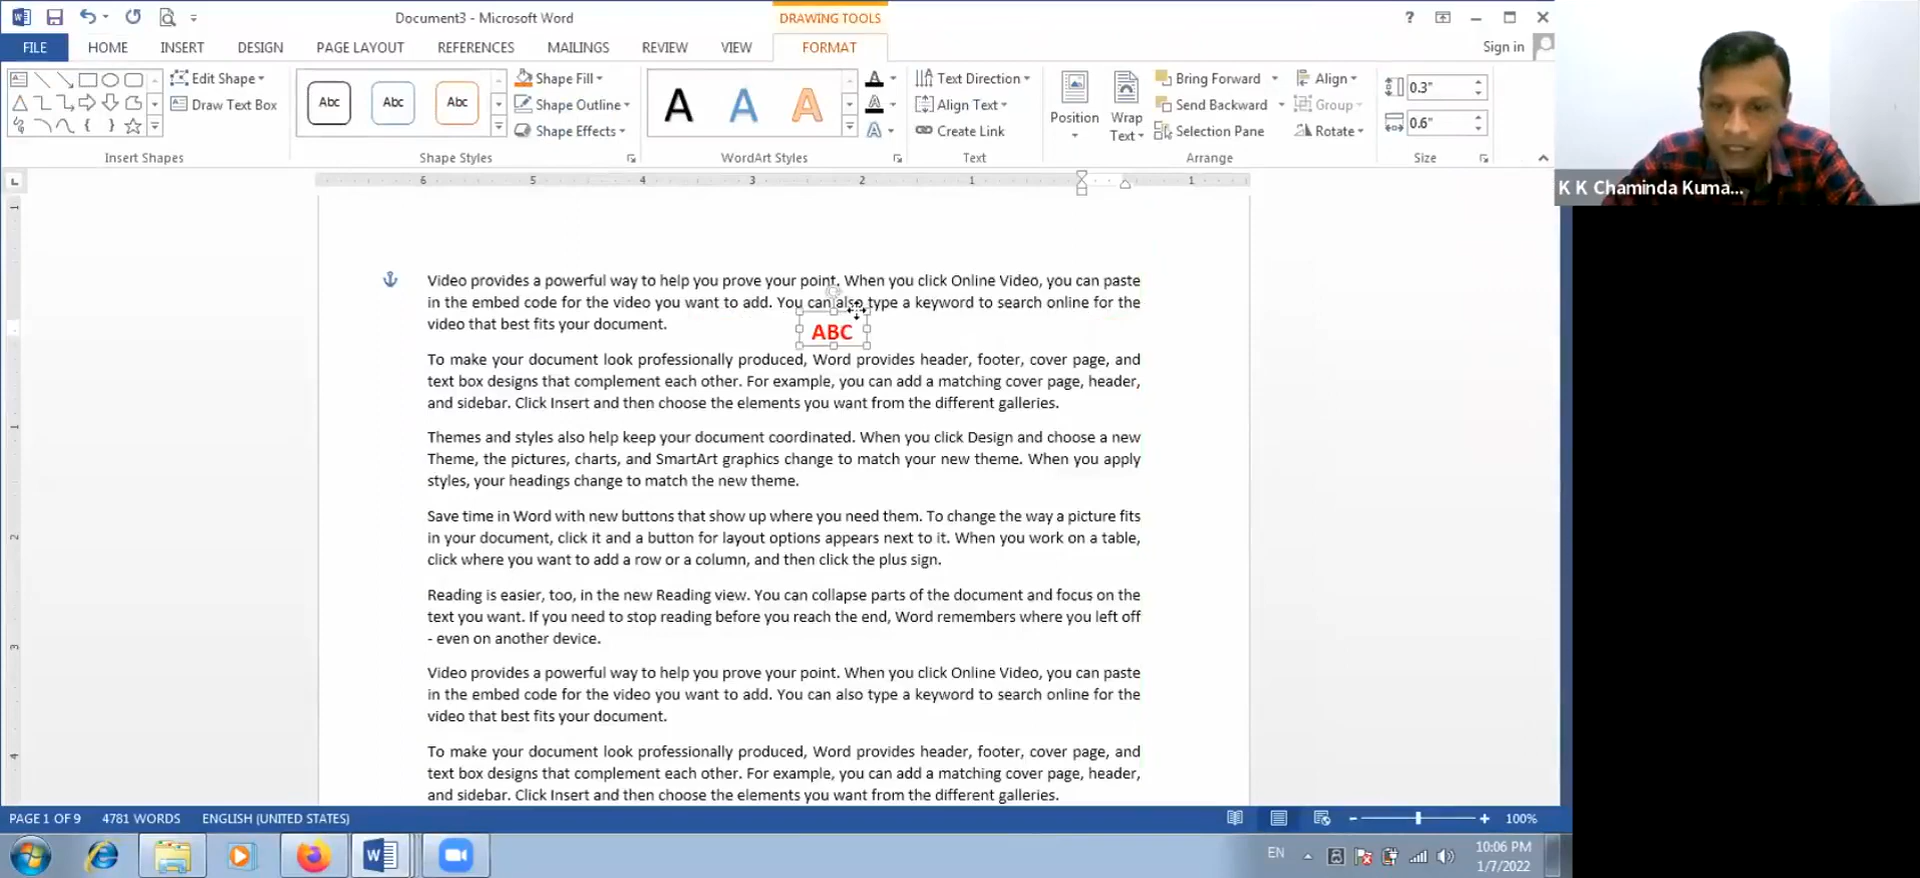 Document3 - Microsoft Word
DRAWING TOOLS
?
FILE HOME INSERT DESIGN PAGE LAYOUT REFERENCES MAILINGS REVIEW VIEW FORMAT
Sign in
Edit Shape
Draw Text Box
Insert Shapes
Abc Abc Abc
Shape Fill
Shape Outline
Shape Effects
Shape Styles
A A A
A
A
A
WordArt Styles
Text Direction
Align Text
Create Link
Text
Position
Wrap
Text
Bring Forward
Send Backward
Selection Pane
Align
Group
Rotate
Arrange
0.3"
0.6"
Size
K K Chaminda Kuma...
L
6 5 4 3 2 1 1
1
1
2
3
4
Video provides a powerful way to help you prove your point. When you click Online Video, you can paste
in the embed code for the video you want to add. You can also type a keyword to search online for the
video that best fits your document.
ABC
To make your document look professionally produced, Word provides header, footer, cover page, and
text box designs that complement each other. For example, you can add a matching cover page, header,
and sidebar. Click Insert and then choose the elements you want from the different galleries.
Themes and styles also help keep your document coordinated. When you click Design and choose a new
Theme, the pictures, charts, and SmartArt graphics change to match your new theme. When you apply
styles, your headings change to match the new theme.
Save time in Word with new buttons that show up where you need them. To change the way a picture fits
in your document, click it and a button for layout options appears next to it. When you work on a table,
click where you want to add a row or a column, and then click the plus sign.
Reading is easier, too, in the new Reading view. You can collapse parts of the document and focus on the
text you want. If you need to stop reading before you reach the end, Word remembers where you left off
- even on another device.
Video provides a powerful way to help you prove your point. When you click Online Video, you can paste
in the embed code for the video you want to add. You can also type a keyword to search online for the
video that best fits your document.
To make your document look professionally produced, Word provides header, footer, cover page, and
text box designs that complement each other. For example, you can add a matching cover page, header,
and sidebar. Click Insert and then choose the elements you want from the different galleries.
PAGE 1 OF 9 4781 WORDS ENGLISH (UNITED STATES)
100%
EN
10:06 PM
1/7/2022